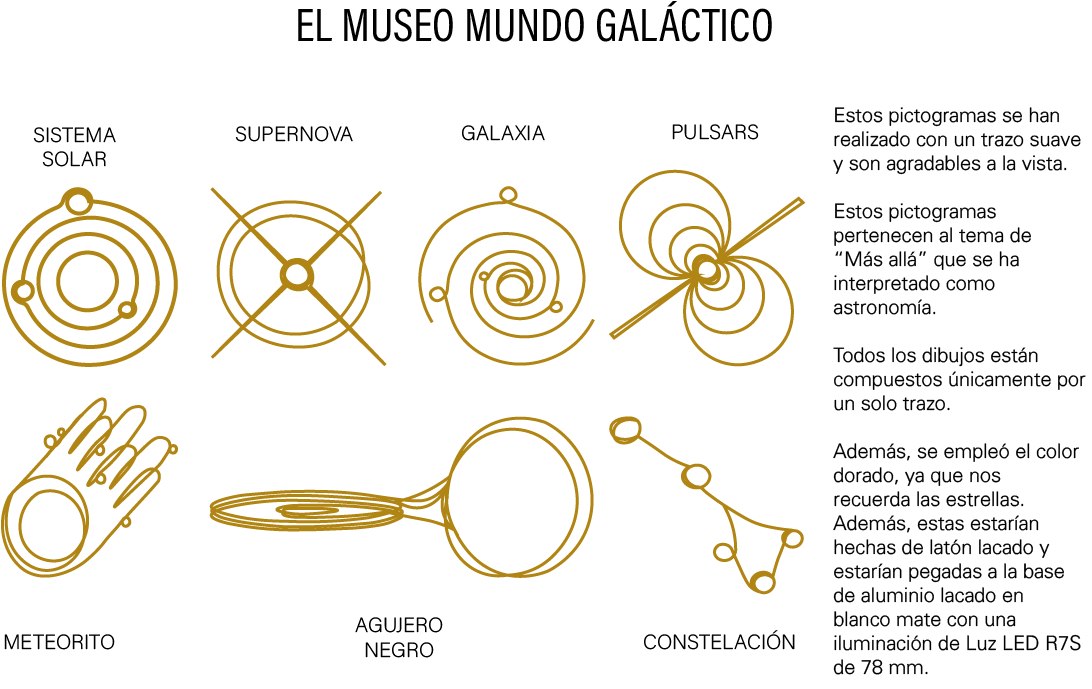 EL MUSEO MUNDO GALÁCTICO
SISTEMA
SOLAR
SUPERNOVA
GALAXIA
PULSARS
METEORITO
AGUJERO
NEGRO
CONSTELACIÓN
Estos pictogramas se han
realizado con un trazo suave
y son agradables a la vista.
Estos pictogramas
pertenecen al tema de
“Más allá” que se ha
interpretado como
astronomía.
Todos los dibujos están
compuestos únicamente por
un solo trazo.
Además, se empleó el color
dorado, ya que nos
recuerda las estrellas.
Además, estas estarían
hechas de latón lacado y
estarían pegadas a la base
de aluminio lacado en
blanco mate con una
iluminación de Luz LED R7S
de 78 mm.